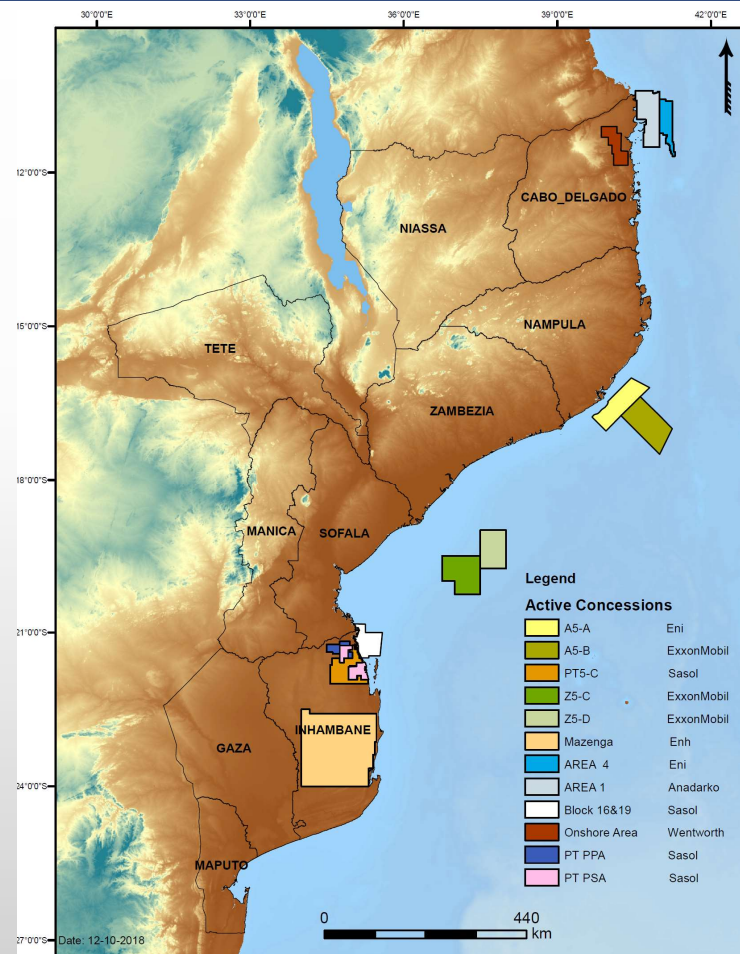 30°0'0"E 33°0'0"E 36°0'0"E 39°0'0"E 42°0'0"E
12°0'0"S
15°0'0"S
18°0'0"S
21°0'0"S
24°0'0"S
27°0'0"S
CABO_DELGADO
NIASSA
NAMPULA
TETE
ZAMBEZIA
MANICA
SOFALA
INHAMBANE
GAZA
MAPUTO
Legend
Active Concessions
A5-A Eni
A5-B ExxonMobil
PT5-C Sasol
Z5-C ExxonMobil
Z5-D ExxonMobil
Mazenga Enh
AREA 4 Eni
AREA 1 Anadarko
Block 16&19 Sasol
Onshore Area Wentworth
PT PPA Sasol
PT PSA Sasol
0 440
km
Date: 12-10-2018